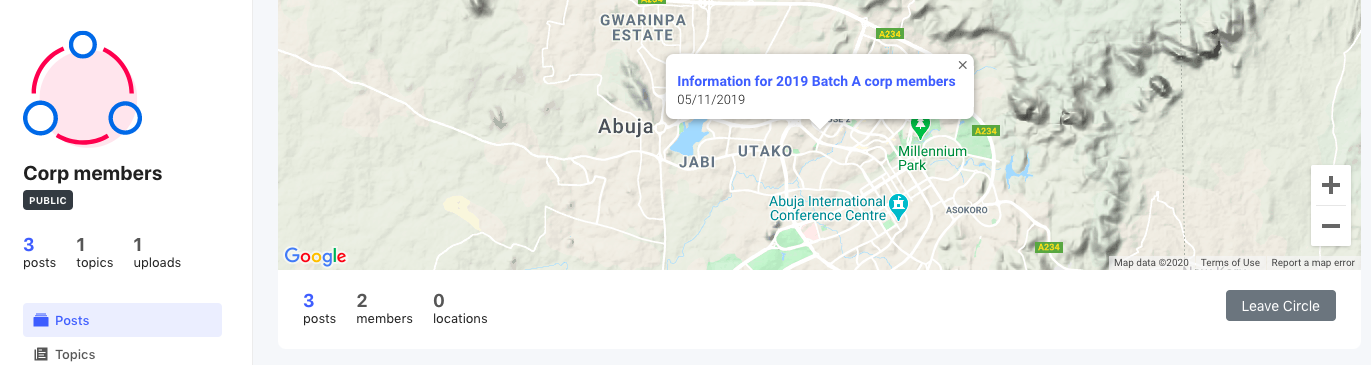 Corp members
PUBLIC
3 1 1
posts topics uploads
Posts
Topics
GWARINPA
ESTATE
A234
Information for 2019 Batch A corp members
05/11/2019
Abuja
A234
JABI
UTAKO
Millennium
Park
Abuja International
Conference Centre
ASOKORO
A234
Google
Map data ©2020 Terms of Use Report a map error
3 2 0
posts members locations
Leave Circle